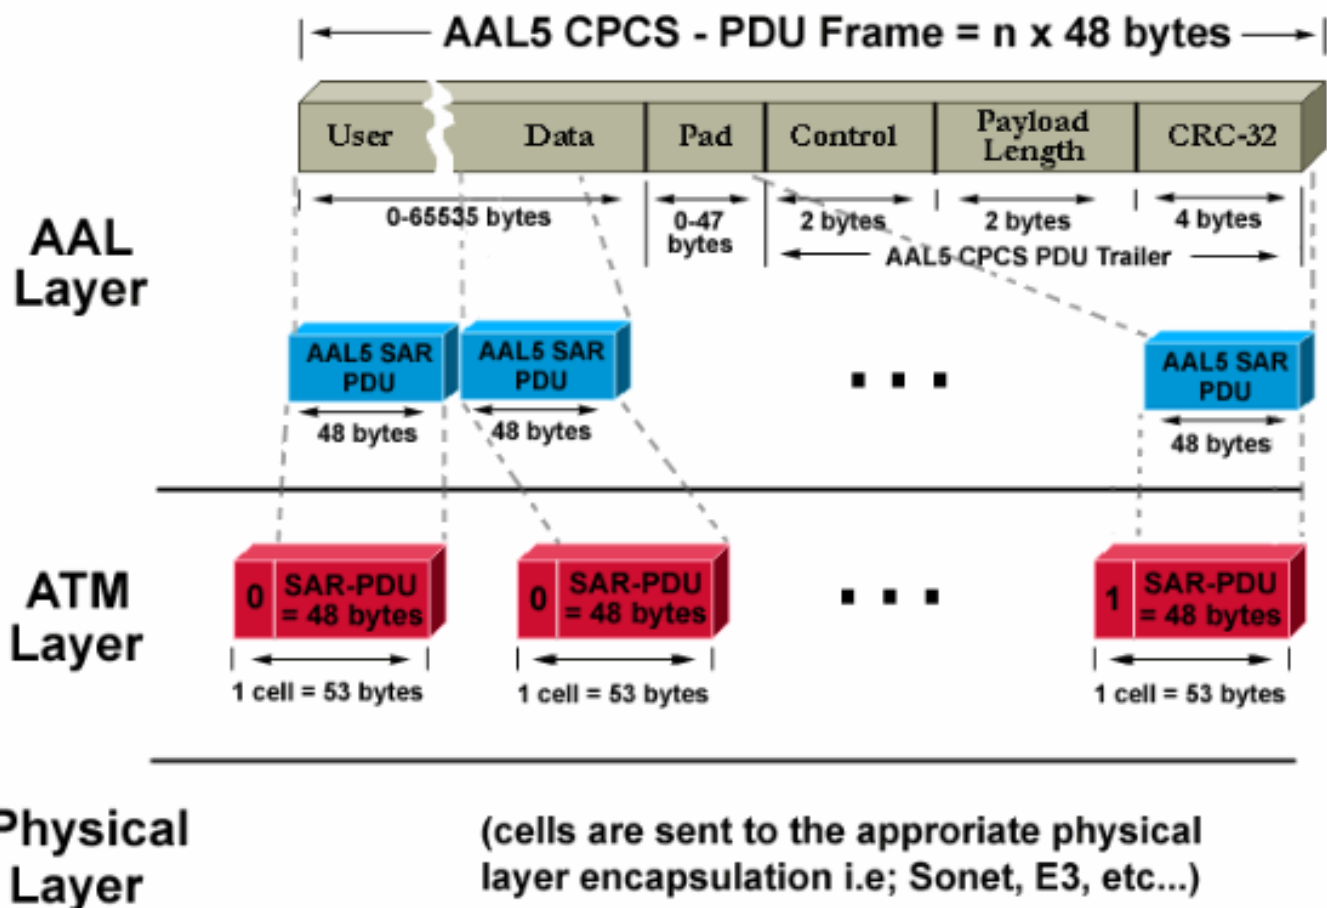 AAL5 CPCS - PDU Frame = n x 48 bytes
User Data Pad Control Payload Length CRC-32
0-65535 bytes
0-47 bytes
2 bytes
2 bytes
4 bytes
AAL5 CPCS PDU Trailer
AAL
Layer
AAL5 SAR
PDU
48 bytes
AAL5 SAR
PDU
48 bytes
. . .
AAL5 SAR
PDU
48 bytes
ATM
Layer
0 SAR-PDU
= 48 bytes
1 cell = 53 bytes
0 SAR-PDU
= 48 bytes
1 cell = 53 bytes
. . .
1 SAR-PDU
= 48 bytes
1 cell = 53 bytes
Physical
Layer
(cells are sent to the approriate physical
layer encapsulation i.e; Sonet, E3, etc...)